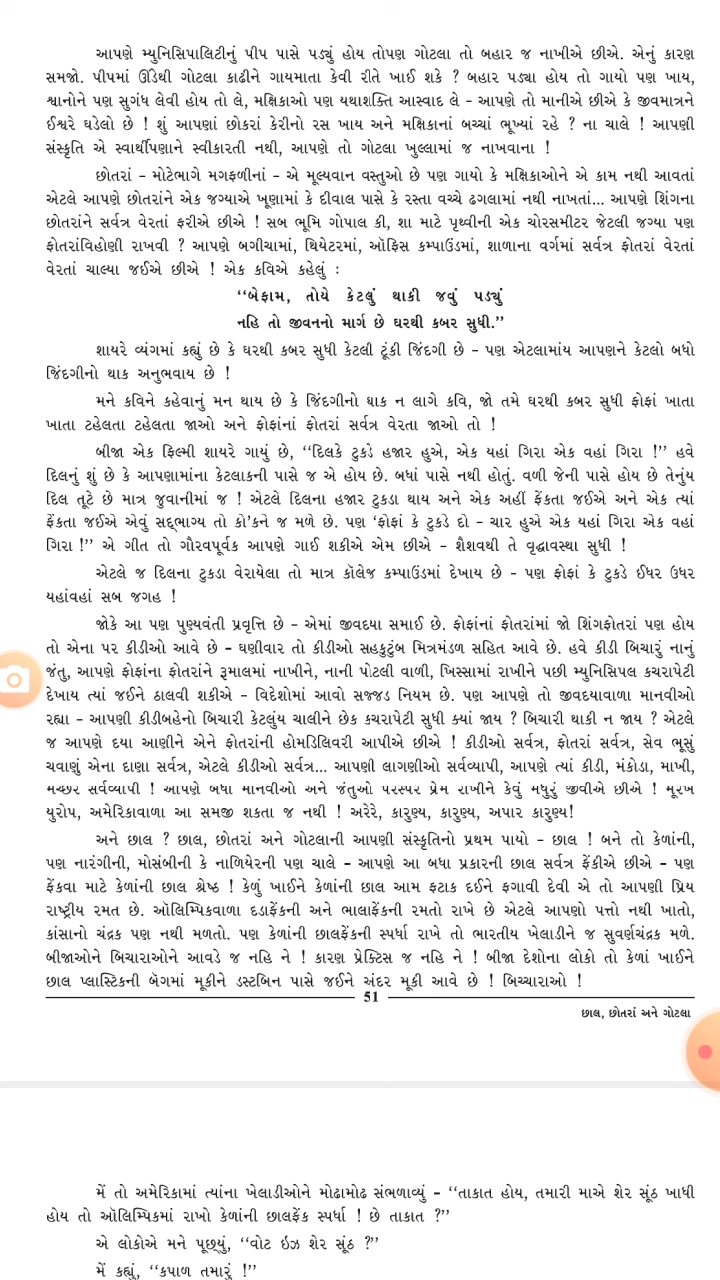 આપણે મ્યુનિસિપાલિટીનું પીપ પાસે પડ્યું હોય તોપણ ગોટલા તો બહાર જ નાખીએ છીએ. એનું કારણ
સમજો. પીપમાં ઊંડેથી ગોટલા કાઢીને ગાયમાતા કેવી રીતે ખાઈ શકે ? બહાર પડ્યા હોય તો ગાયો પણ ખાય,
શ્વાનોને પણ સુગંધ લેવી હોય તો લે, મક્ષિકાઓ પણ યથાશક્તિ આસ્વાદ લે – આપણે તો માનીએ છીએ કે જીવમાત્રને
ઈશ્વરે ઘડેલો છે ! શું આપણાં છોકરાં કેરીનો રસ ખાય અને મક્ષિકાનાં બચ્ચાં ભૂખ્યાં રહે ? ના ચાલે ! આપણી
સંસ્કૃતિ એ સ્વાર્થીપણાને સ્વીકારતી નથી, આપણે તો ગોટલા ખુલ્લામાં જ નાખવાના !
છોતરાં – મોટેભાગે મગફળીનાં – એ મૂલ્યવાન વસ્તુઓ છે પણ ગાયો કે મક્ષિકાઓને એ કામ નથી આવતાં
એટલે આપણે છોતરાંને એક જગ્યાએ ખૂણામાં કે દીવાલ પાસે કે રસ્તા વચ્ચે ઢગલામાં નથી નાખતાં... આપણે શિંગના
છોતરાંને સર્વત્ર વેરતાં ફરીએ છીએ ! સબ ભૂમિ ગોપાલ કી, શા માટે પૃથ્વીની એક ચોરસમીટર જેટલી જગ્યા પણ
ફોતરાંવિહોણી રાખવી ? આપણે બગીચામાં, થિયેટરમાં, ઑફિસ કમ્પાઉંડમાં, શાળાના વર્ગમાં સર્વત્ર ફોતરાં વેરતાં
વેરતાં ચાલ્યા જઈએ છીએ ! એક કવિએ કહેલું :
‘‘બેફામ, તોયે કેટલું થાકી જવું પડ્યું
નહિ તો જીવનનો માર્ગ છે ઘરથી કબર સુધી.’’
શાયરે વ્યંગમાં કહ્યું છે કે ઘરથી કબર સુધી કેટલી ટૂંકી જિંદગી છે – પણ એટલામાંય આપણને કેટલો બધો
જિંદગીનો થાક અનુભવાય છે !
મને કવિને કહેવાનું મન થાય છે કે જિંદગીનો થાક ન લાગે કવિ, જો તમે ઘરથી કબર સુધી ફોફાં ખાતા
ખાતા ટહેલતા ટહેલતા જાઓ અને ફોફાંનાં ફોતરાં સર્વત્ર વેરતા જાઓ તો !
બીજા એક ફિલ્મી શાયરે ગાયું છે, ‘‘દિલકે ટુકડે હજાર હુએ, એક યહાં ગિરા એક વહાં ગિરા !’’ હવે
દિલનું શું છે કે આપણામાંના કેટલાકની પાસે જ એ હોય છે. બધાં પાસે નથી હોતું. વળી જેની પાસે હોય છે તેનુંય
દિલ તૂટે છે માત્ર જુવાનીમાં જ ! એટલે દિલના હજાર ટુકડા થાય અને એક અહીં ફેંકતા જઈએ અને એક ત્યાં
ફેંકતા જઈએ એવું સદ્‌ભાગ્ય તો કો’કને જ મળે છે. પણ ‘ફોફાં કે ટુકડે દો – ચાર હુએ એક યહાં ગિરા એક વહાં
ગિરા !’’ એ ગીત તો ગૌરવપૂર્વક આપણે ગાઈ શકીએ એમ છીએ – શૈશવથી તે વૃદ્ધાવસ્થા સુધી !
એટલે જ દિલના ટુકડા વેરાયેલા તો માત્ર કૉલેજ કમ્પાઉંડમાં દેખાય છે – પણ ફોફાં કે ટુકડે ઈધર ઉધર
યહાંવહાં સબ જગહ !
જોકે આ પણ પુણ્યવંતી પ્રવૃત્તિ છે – એમાં જીવદયા સમાઈ છે. ફોફાંનાં ફોતરાંમાં જો શિંગફોતરાં પણ હોય
તો એના પર કીડીઓ આવે છે – ઘણીવાર તો કીડીઓ સહકુટુંબ મિત્રમંડળ સહિત આવે છે. હવે કીડી બિચારું નાનું
જંતુ, આપણે ફોફાંના ફોતરાંને રૂમાલમાં નાખીને, નાની પોટલી વાળી, ખિસ્સામાં રાખીને પછી મ્યુનિસિપલ કચરાપેટી
દેખાય ત્યાં જઈને ઠાલવી શકીએ – વિદેશોમાં આવો સજ્જડ નિયમ છે. પણ આપણે તો જીવદયાવાળા માનવીઓ
રહ્યા – આપણી કીડીબહેનો બિચારી કેટલુંય ચાલીને છેક કચરાપેટી સુધી ક્યાં જાય ? બિચારી થાકી ન જાય ? એટલે
જ આપણે દયા આણીને એને ફોતરાંની હોમડિલિવરી આપીએ છીએ ! કીડીઓ સર્વત્ર, ફોતરાં સર્વત્ર, સેવ ભૂસું
ચવાણું એના દાણા સર્વત્ર, એટલે કીડીઓ સર્વત્ર... આપણી લાગણીઓ સર્વવ્યાપી, આપણે ત્યાં કીડી, મંકોડા, માખી,
મચ્છર સર્વવ્યાપી ! આપણે બધા માનવીઓ અને જંતુઓ પરસ્પર પ્રેમ રાખીને કેવું મધુરું જીવીએ છીએ ! મૂરખ
યુરોપ, અમેરિકાવાળા આ સમજી શકતા જ નથી ! અરેરે, કારુણ્ય, કારુણ્ય, અપાર કારુણ્ય!
અને છાલ ? છાલ, છોતરાં અને ગોટલાની આપણી સંસ્કૃતિનો પ્રથમ પાયો – છાલ ! બને તો કેળાંની,
પણ નારંગીની, મોસંબીની કે નાળિયેરની પણ ચાલે – આપણે આ બધા પ્રકારની છાલ સર્વત્ર ફેંકીએ છીએ – પણ
ફેંકવા માટે કેળાંની છાલ શ્રેષ્ઠ ! કેળું ખાઈને કેળાંની છાલ આમ ફટાક દઈને ફગાવી દેવી એ તો આપણી પ્રિય
રાષ્ટ્રીય રમત છે. ઑલિમ્પિકવાળા દડાફેંકની અને ભાલાફેંકની રમતો રાખે છે એટલે આપણો પત્તો નથી ખાતો,
કાંસાનો ચંદ્રક પણ નથી મળતો. પણ કેળાંની છાલફેંકની સ્પર્ધા રાખે તો ભારતીય ખેલાડીને જ સુવર્ણચંદ્રક મળે.
બીજાઓને બિચારાઓને આવડે જ નહિ ને ! કારણ પ્રેક્ટિસ જ નહિ ને ! બીજા દેશોના લોકો તો કેળાં ખાઈને
છાલ પ્લાસ્ટિકની બૅગમાં મૂકીને ડસ્ટબિન પાસે જઈને અંદર મૂકી આવે છે ! બિચ્ચારાઓ !
51
છાલ, છોતરાં અને ગોટલા
મેં તો અમેરિકામાં ત્યાંના ખેલાડીઓને મોઢામોઢ સંભળાવ્યું – ‘‘તાકાત હોય, તમારી માએ શેર સૂંઠ ખાધી
હોય તો ઑલિમ્પિકમાં રાખો કેળાંની છાલફેંક સ્પર્ધા ! છે તાકાત ?’’
એ લોકોએ મને પૂછ્યું, ‘‘વોટ ઇઝ શેર સૂંઠ ?’’
મેં કહ્યું, ‘‘કપાળ તમારું !’’